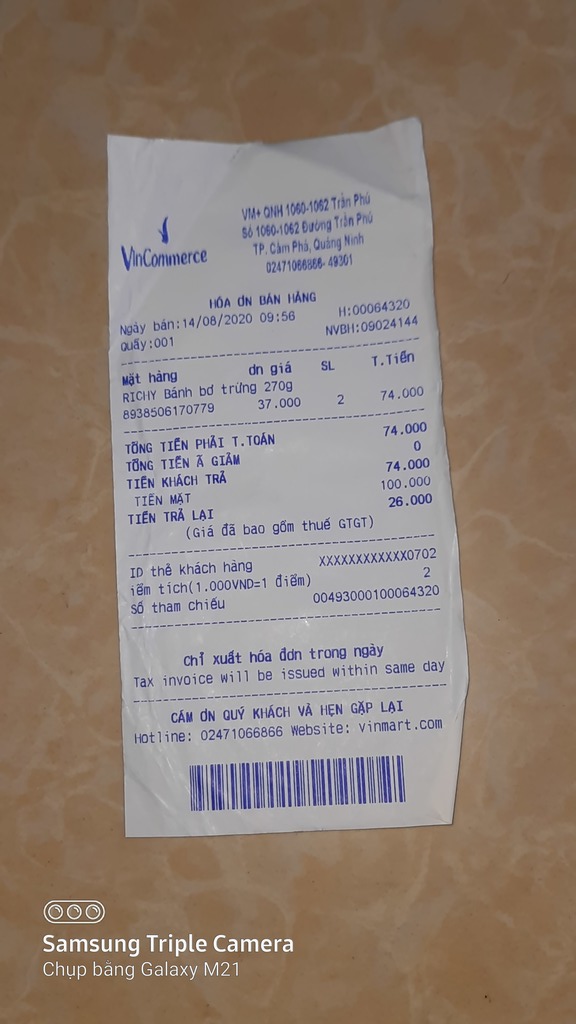 VinCommerce
VM+ QNH 1060-1062 Trần Phú
Số 1060-1062 Đường Trần Phú
TP. Cẩm Phả, Quảng Ninh
02471066866- 49301
HÓA ƠN BÁN HÀNG
Ngày bán:14/08/2020 09:56 H:00064320
Quầy:001 NVBH:09024144
Mặt hàng ơn giá SL T.Tiền
RICHY Bánh bơ trứng 270g
8938506170779 37.000 2 74.000
TỔNG TIỀN PHẢI T.TOÁN 74.000
TỔNG TIỀN Ã GIẢM 0
TIỀN KHÁCH TRẢ 74.000
TIỀN MẶT 100.000
TIỀN TRẢ LẠI 26.000
(Giá đã bao gồm thuế GTGT)
ID thẻ khách hàng XXXXXXXXXXXX0702
iểm tích(1.000VND=1 điểm) 2
Số tham chiếu 00493000100064320
Chỉ xuất hóa đơn trong ngày
Tax invoice will be issued within same day
CẢM ƠN QUÝ KHÁCH VÀ HẸN GẶP LẠI
Hotline: 02471066866 Website: vinmart.com
Samsung Triple Camera
Chụp bằng Galaxy M21